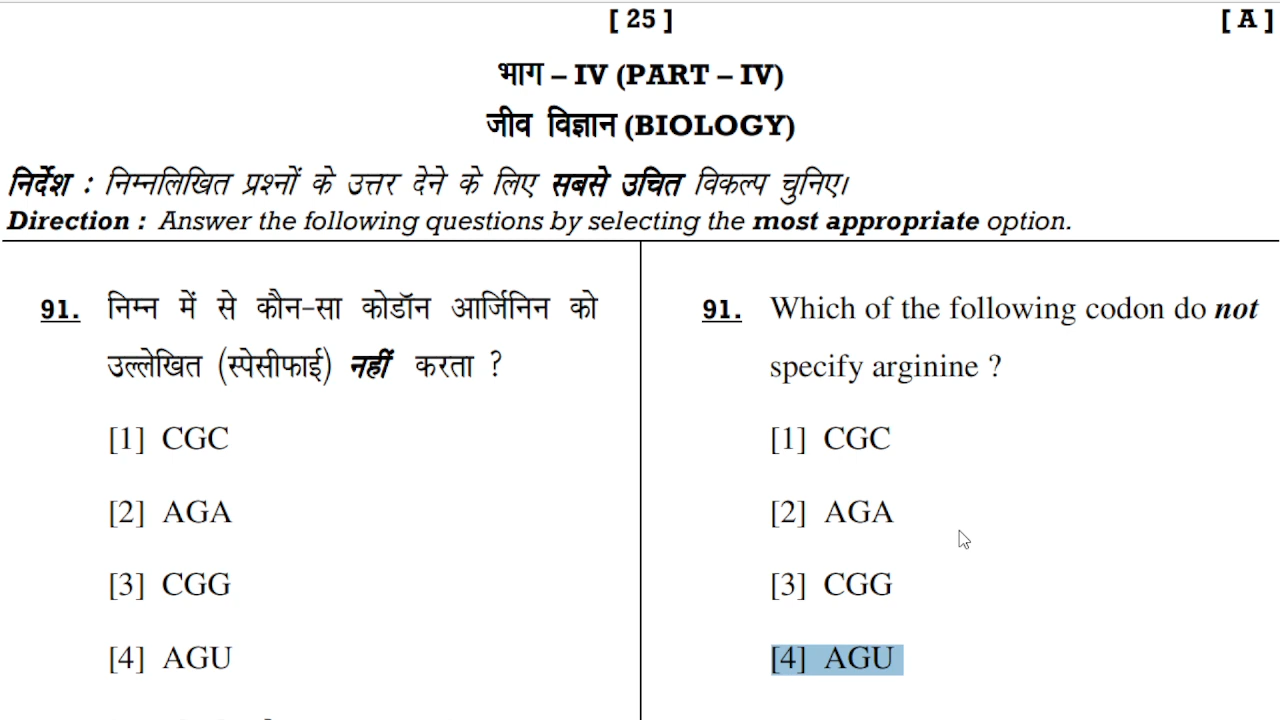 [ 25 ]
[ A ]
भाग – IV (PART – IV)
जीव विज्ञान (BIOLOGY)
निर्देश : निम्नलिखित प्रश्नों के उत्तर देने के लिए सबसे उचित विकल्प चुनिए।
Direction : Answer the following questions by selecting the most appropriate option.
91. निम्न में से कौन-सा कोडॉन आर्जिनिन को
उल्लेखित (स्पेसीफाई) नहीं करता ?
[1] CGC
[2] AGA
[3] CGG
[4] AGU
91. Which of the following codon do not
specify arginine ?
[1] CGC
[2] AGA
[3] CGG
[4] AGU